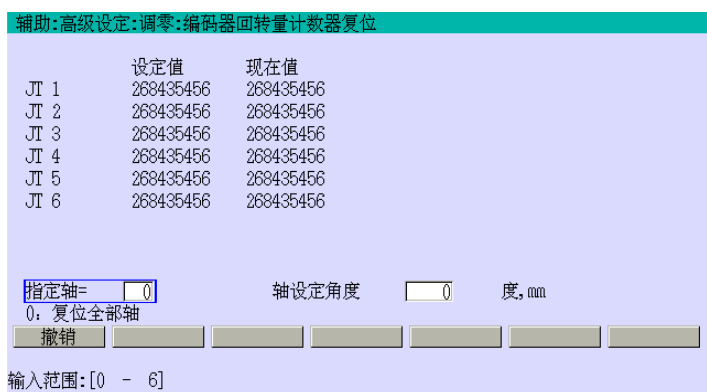 辅助:高级设定:调零:编码器回转量计数器复位
设定值 现在值
JT 1 268435456 268435456
JT 2 268435456 268435456
JT 3 268435456 268435456
JT 4 268435456 268435456
JT 5 268435456 268435456
JT 6 268435456 268435456
指定轴= 0 轴设定角度 0 度,mm
0: 复位全部轴
撤销
输入范围:[0 - 6]